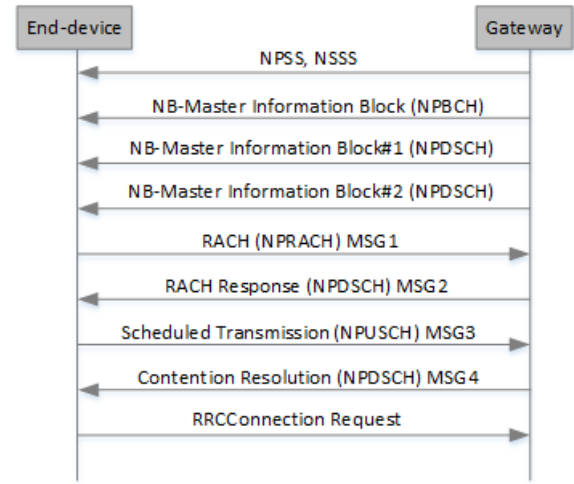 End-device
Gateway
NPSS, NSSS
NB-Master Information Block (NPBCH)
NB-Master Information Block#1 (NPDSCH)
NB-Master Information Block#2 (NPDSCH)
RACH (NPRACH) MSG1
RACH Response (NPDSCH) MSG2
Scheduled Transmission (NPUSCH) MSG3
Contention Resolution (NPDSCH) MSG4
RRCConnection Request